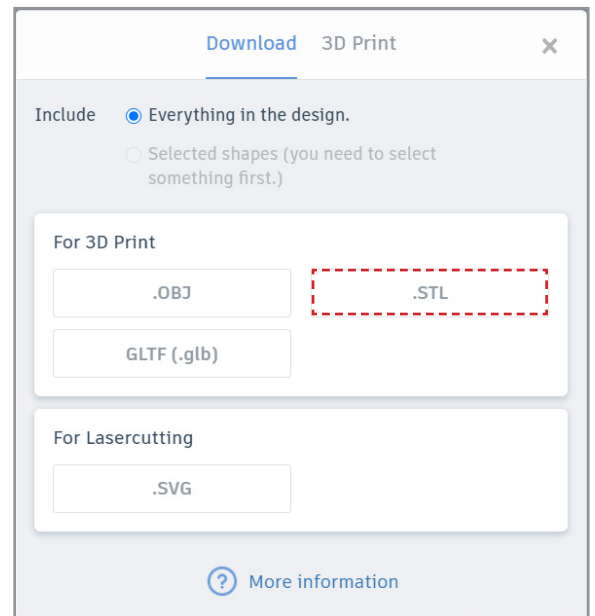 Download 3D Print ×
Include Everything in the design.
Selected shapes (you need to select
something first.)
For 3D Print
.OBJ .STL
GLTF (.glb)
For Lasercutting
.SVG
? More information